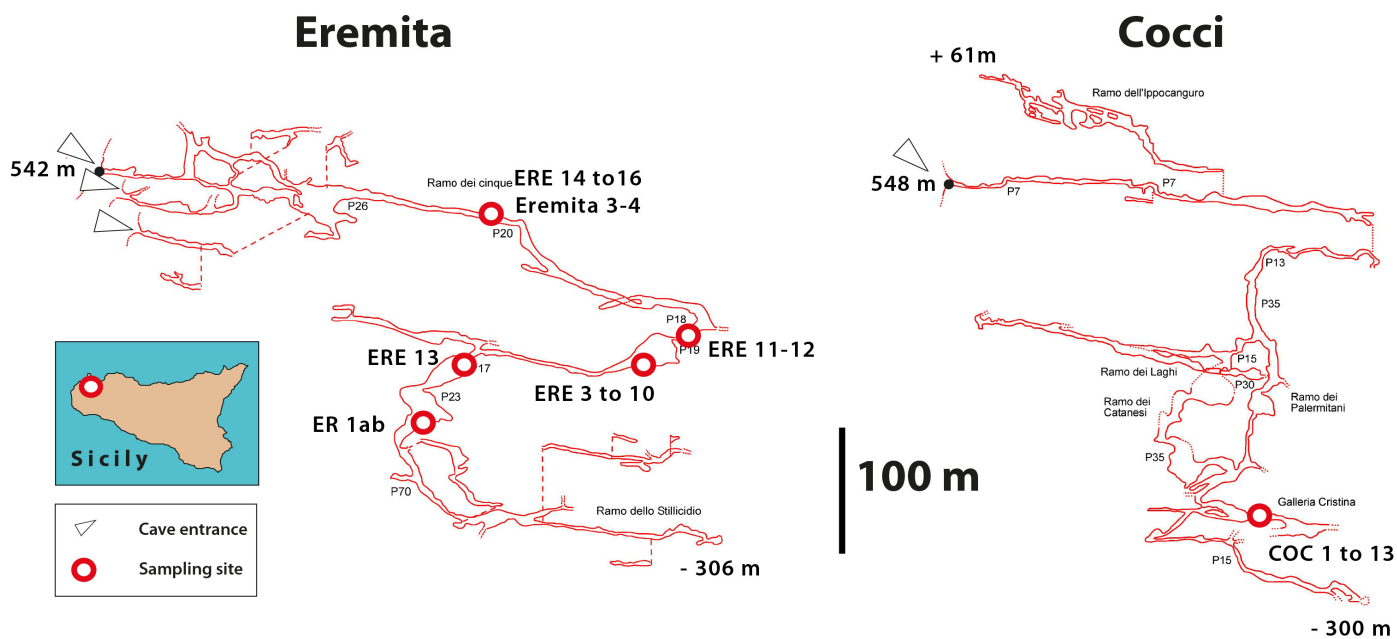 Eremita
542 m
Ramo dei cinque
ERE 14 to16
Eremita 3-4
P26
P20
P18
P19
ERE 11-12
ERE 13
17
ERE 3 to 10
P23
ER 1ab
P70
Ramo dello Stillicidio
- 306 m
Sicily
Cave entrance
Sampling site
100 m
Cocci
+ 61m
Ramo dell'Ippocanguro
548 m
P7
P7
P13
P35
P15
Ramo dei Laghi
P30
Ramo dei
Catanesi
Ramo dei
Palermitani
P35
Galleria Cristina
COC 1 to 13
P15
- 300 m